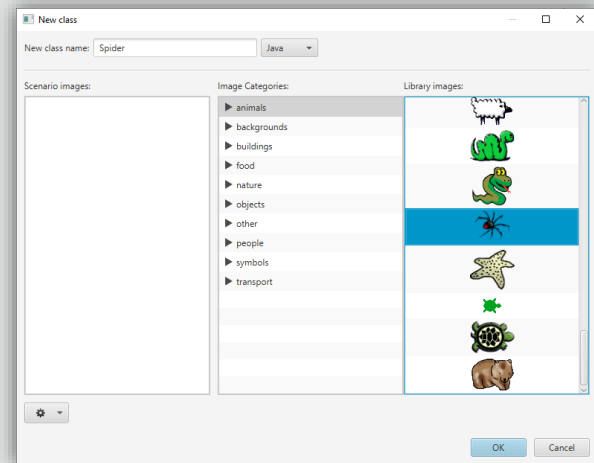 New class
New class name: Spider Java
Scenario images:
Image Categories:
Library images:
animals
backgrounds
buildings
food
nature
objects
other
people
symbols
transport
OK
Cancel